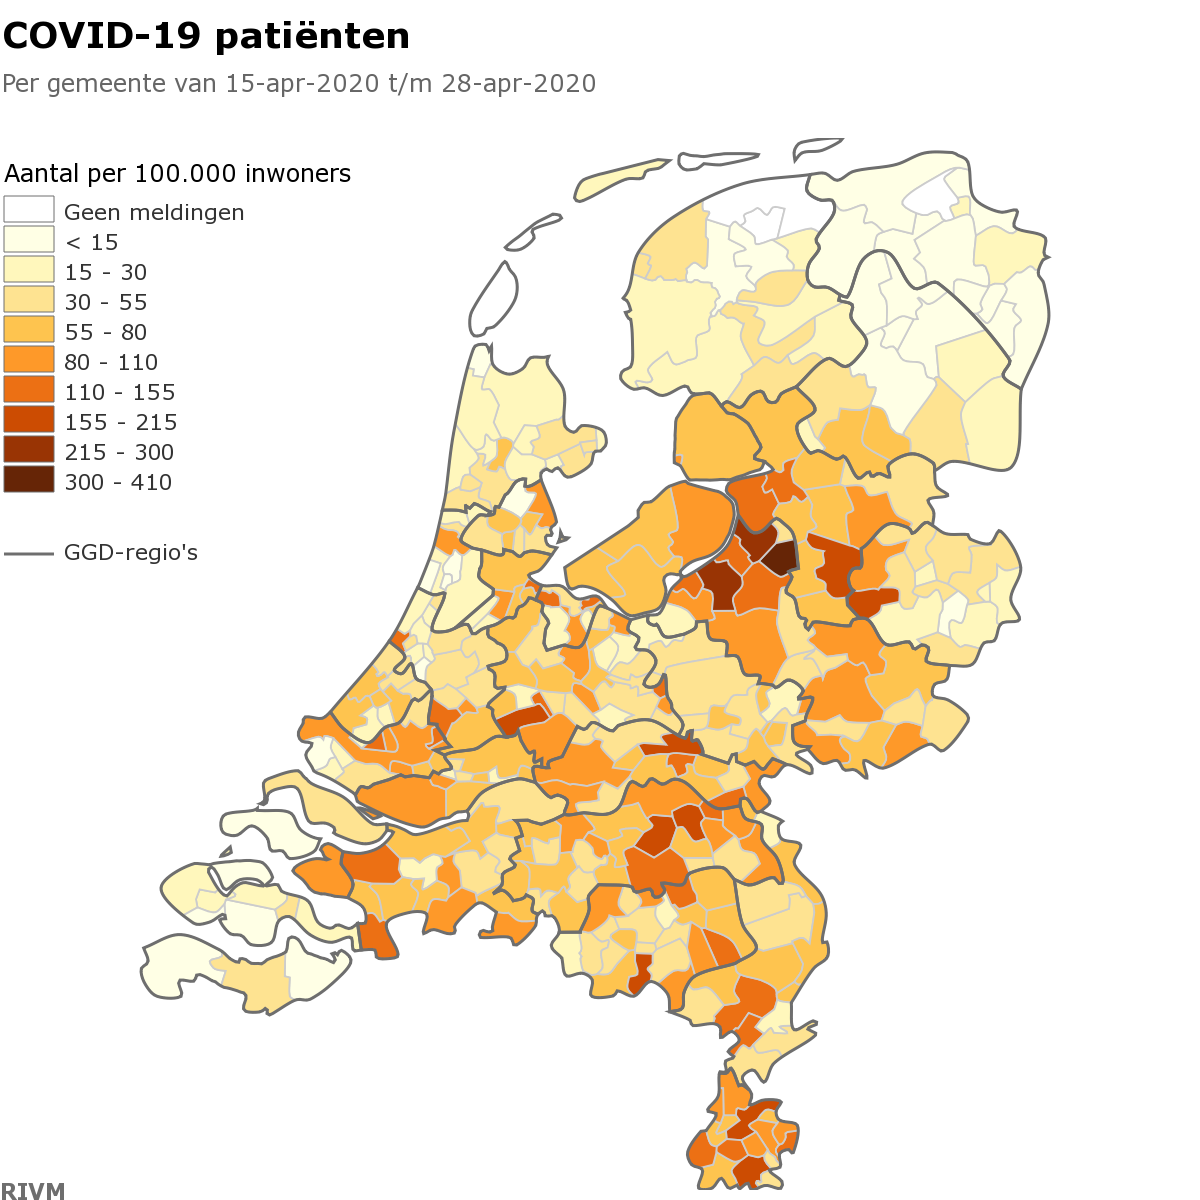 COVID-19 patiënten
Per gemeente van 15-apr-2020 t/m 28-apr-2020
Aantal per 100.000 inwoners
Geen meldingen
< 15
15 - 30
30 - 55
55 - 80
80 - 110
110 - 155
155 - 215
215 - 300
300 - 410
GGD-regio's
RIVM